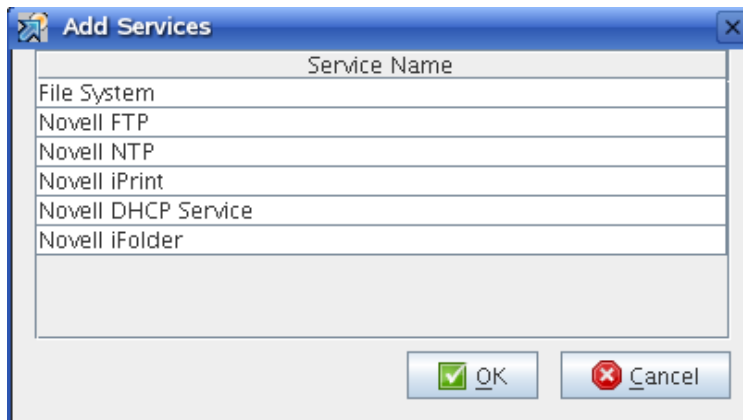 Add Services
Service Name
File System
Novell FTP
Novell NTP
Novell iPrint
Novell DHCP Service
Novell iFolder
OK Cancel